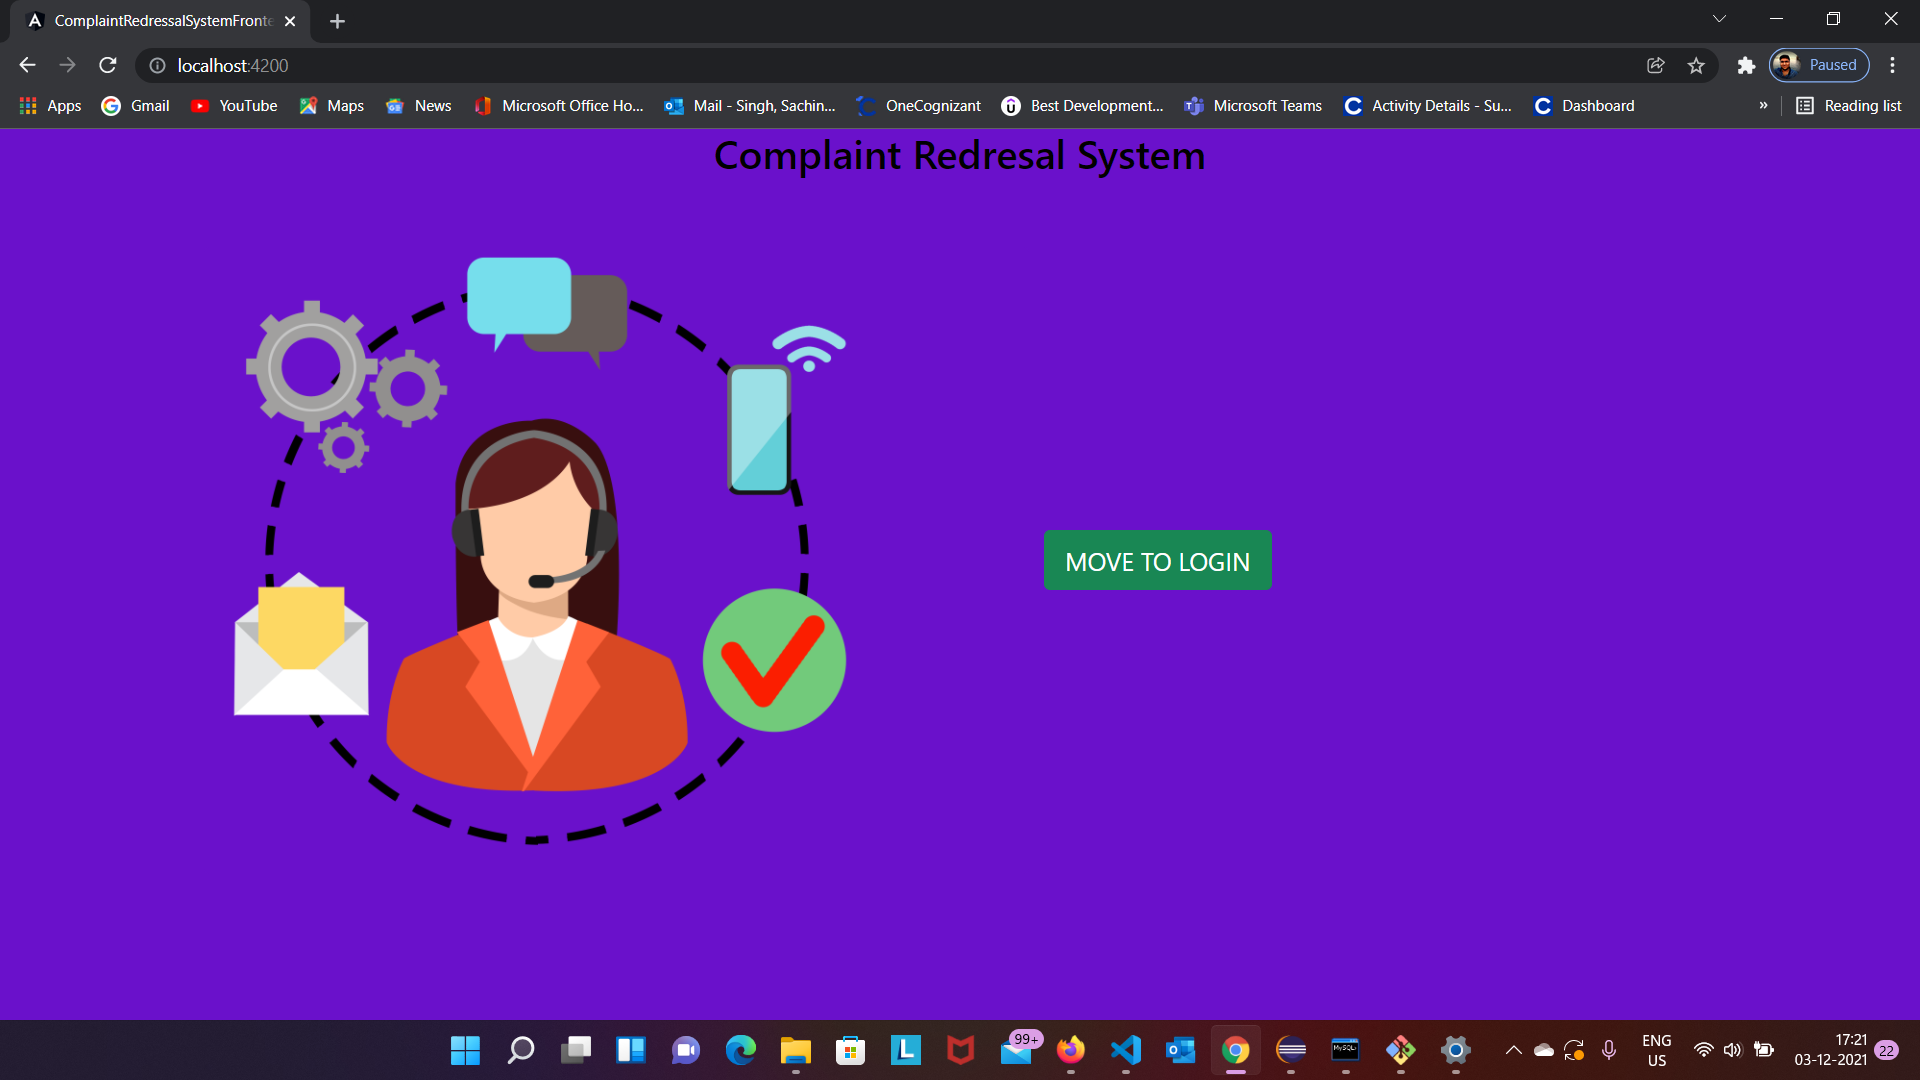 ComplaintRedressalSystemFronte
localhost:4200
Paused
Apps
Gmail
YouTube
Maps
News
Microsoft Office Ho...
Mail - Singh, Sachin...
OneCognizant
Best Development...
Microsoft Teams
Activity Details - Su...
Dashboard
»
Reading list
Complaint Redresal System
MOVE TO LOGIN
99+
MySQL
ENG
US
17:21
03-12-2021
22